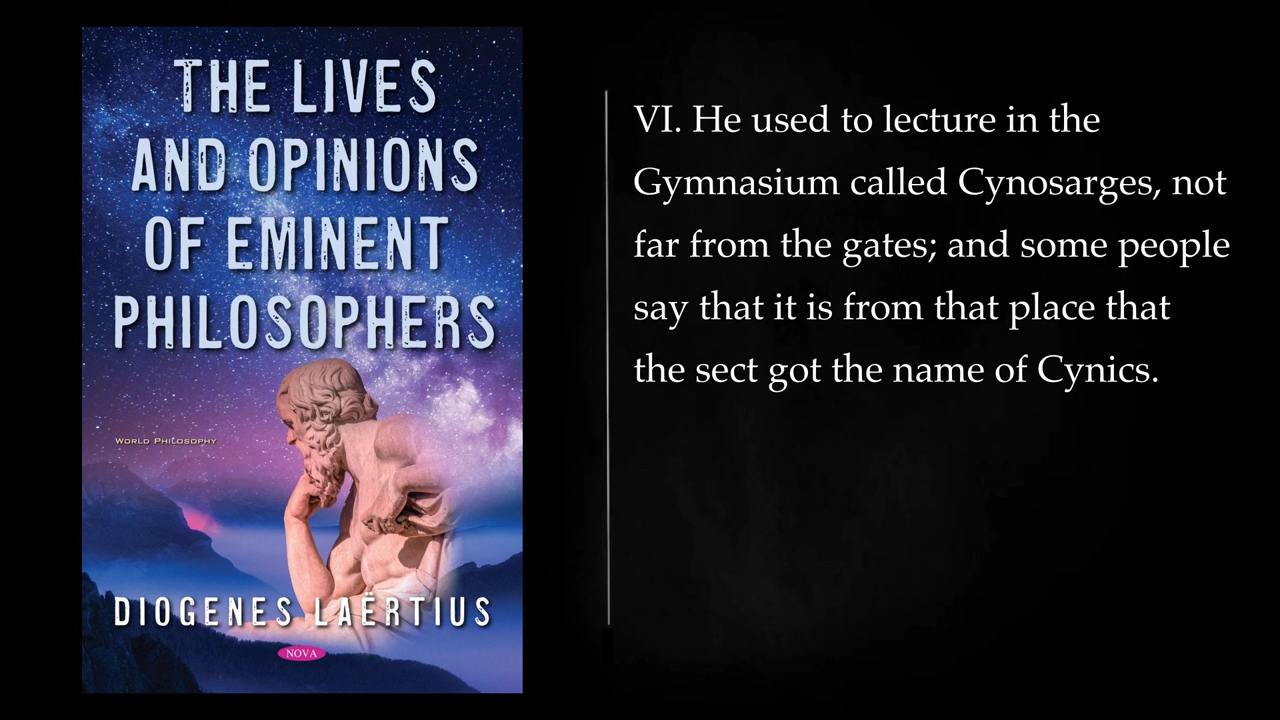 THE LIVES
AND OPINIONS
OF EMINENT
PHILOSOPHERS
WORLD PHILOSOPHY
DIOGENES LAËRTIUS
NOVA
VI. He used to lecture in the
Gymnasium called Cynosarges, not
far from the gates; and some people
say that it is from that place that
the sect got the name of Cynics.